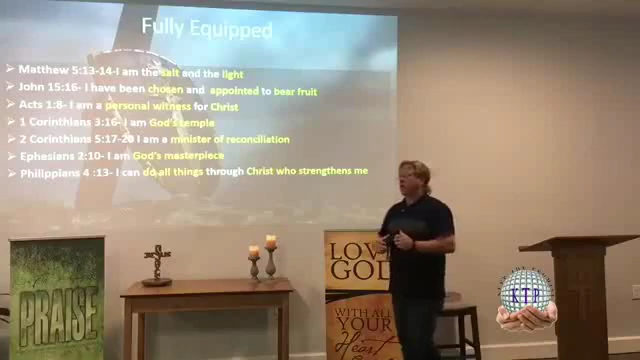 Fully Equipped
➢ Matthew 5:13-14-I am the salt and the light
➢ John 15:16- I have been chosen and appointed to bear fruit
➢ Acts 1:8- I am a personal witness for Christ
➢ 1 Corinthians 3:16- I am God's temple
➢ 2 Corinthians 5:17-20 I am a minister of reconciliation
➢ Ephesians 2:10- I am God's masterpiece
➢ Philippians 4 :13- I can do all things through Christ who strengthens me
PRAISE
LOVE
GOD
WITH ALL
YOUR
Heart
KTP